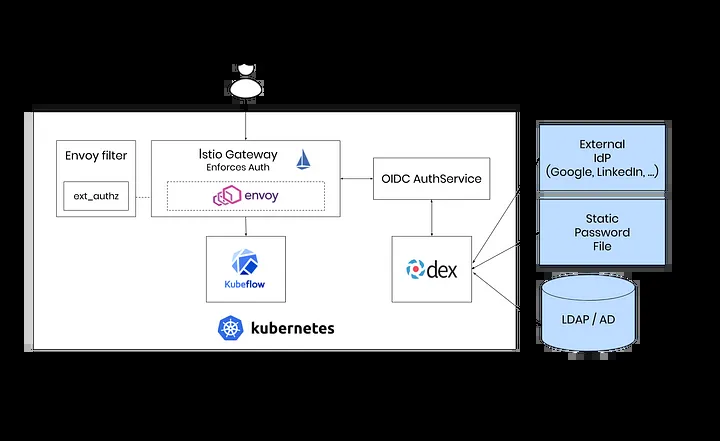 Envoy filter
ext_authz
Istio Gateway
Enforces Auth
envoy
OIDC AuthService
Kubeflow
dex
kubernetes
External
IdP
(Google, LinkedIn, ...)
Static
Password
File
LDAP / AD